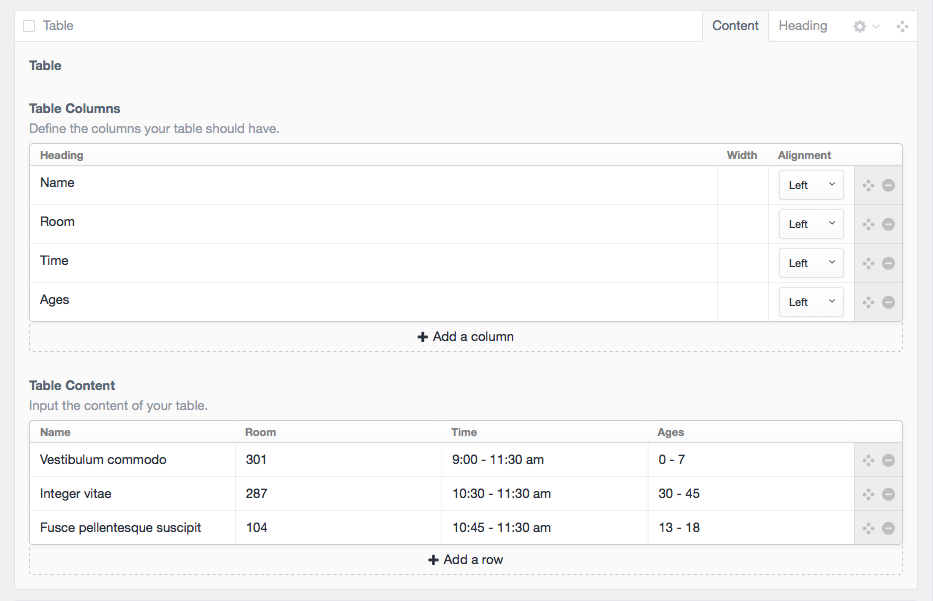 Table Content Heading
Table
Table Columns
Define the columns your table should have.
Heading Width Alignment
Name Left
Room Left
Time Left
Ages Left
Add a column
Table Content
Input the content of your table.
Name Room Time Ages
Vestibulum commodo 301 9:00 - 11:30 am 0 - 7
Integer vitae 287 10:30 - 11:30 am 30 - 45
Fusce pellentesque suscipit 104 10:45 - 11:30 am 13 - 18
Add a row